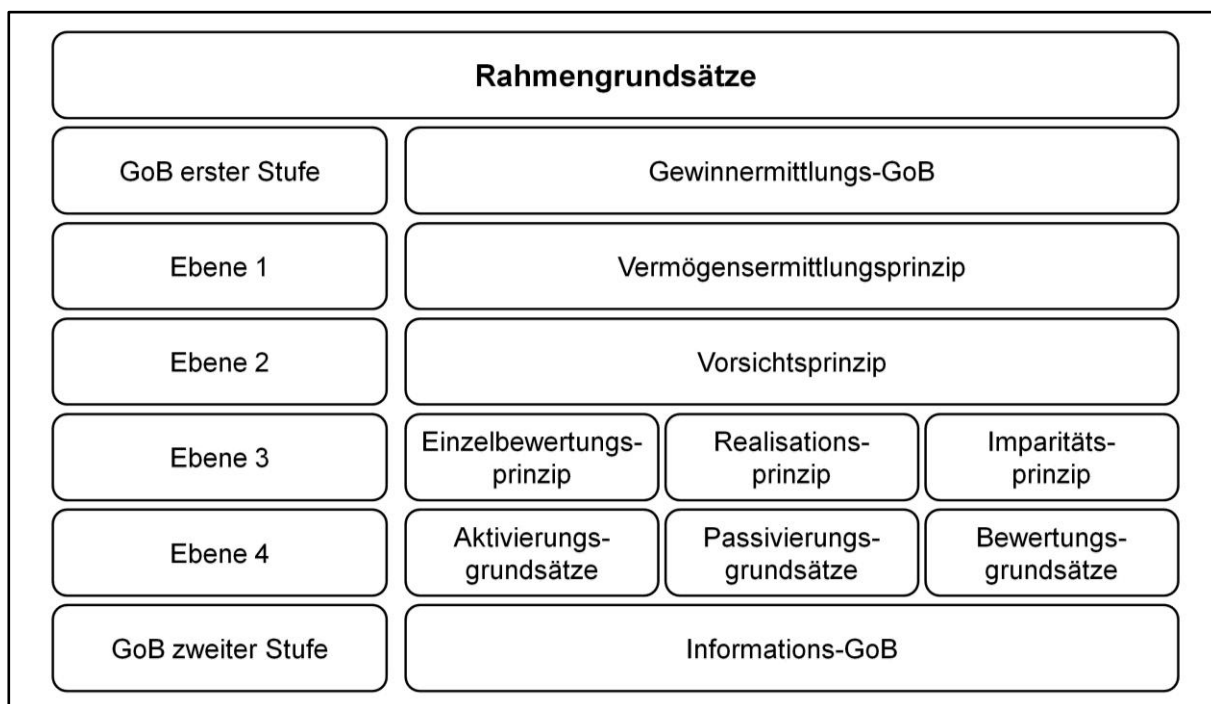 Rahmengrundsätze
GoB erster Stufe
Gewinnermittlungs-GoB
Ebene 1
Vermögensermittlungsprinzip
Ebene 2
Vorsichtsprinzip
Ebene 3
Einzelbewertungs-
prinzip
Realisations-
prinzip
Imparitäts-
prinzip
Ebene 4
Aktivierungs-
grundsätze
Passivierungs-
grundsätze
Bewertungs-
grundsätze
GoB zweiter Stufe
Informations-GoB